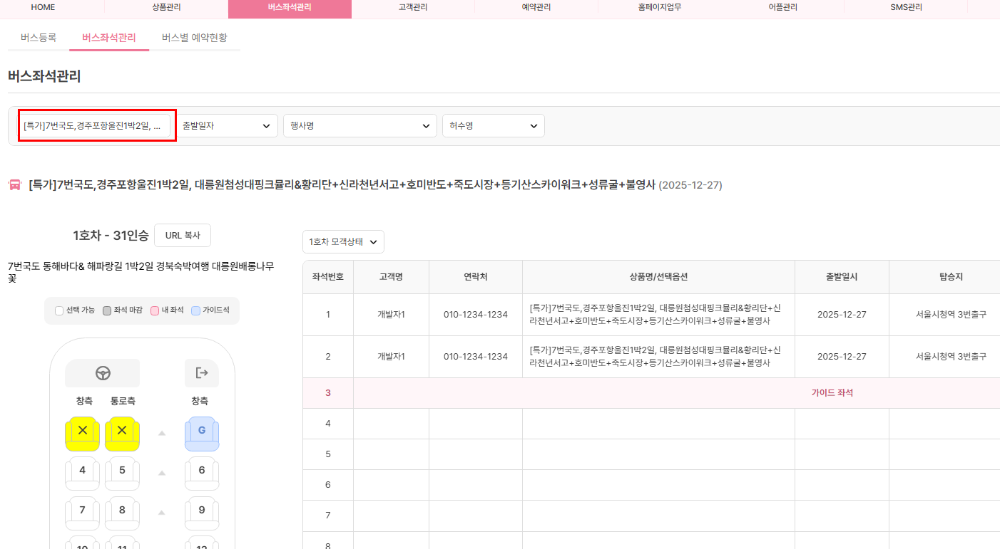 HOME 상품관리 버스좌석관리 고객관리 예약관리 홈페이지업무 어플관리 SMS관리
버스등록 버스좌석관리 버스별 예약현황
버스좌석관리
[특가]7번국도,경주포항울진1박2일, ... 출발일자 행사명 허수영
[특가]7번국도,경주포항울진1박2일, 대릉원첨성대핑크뮬리&황리단+신라천년서고+호미반도+죽도시장+등기산스카이워크+성류굴+불영사 (2025-12-27)
1호차 - 31인승 URL 복사
7번국도 동해바다& 해파랑길 1박2일 경북숙박여행 대릉원배롱나무
꽃
선택 가능 좌석 마감 내 좌석 가이드석
창측 통로측 창측
G
4 5 6
7 8 9
10 11 12
1호차 모객상태
좌석번호 고객명 연락처 상품명/선택옵션 출발일시 탑승지
1 개발자1 010-1234-1234 [특가]7번국도,경주포항울진1박2일, 대릉원첨성대핑크뮬리&황리단+신
라천년서고+호미반도+죽도시장+등기산스카이워크+성류굴+불영사 2025-12-27 서울시청역 3번출구
2 개발자1 010-1234-1234 [특가]7번국도,경주포항울진1박2일, 대릉원첨성대핑크뮬리&황리단+신
라천년서고+호미반도+죽도시장+등기산스카이워크+성류굴+불영사 2025-12-27 서울시청역 3번출구
3 가이드 좌석
4
5
6
7
8